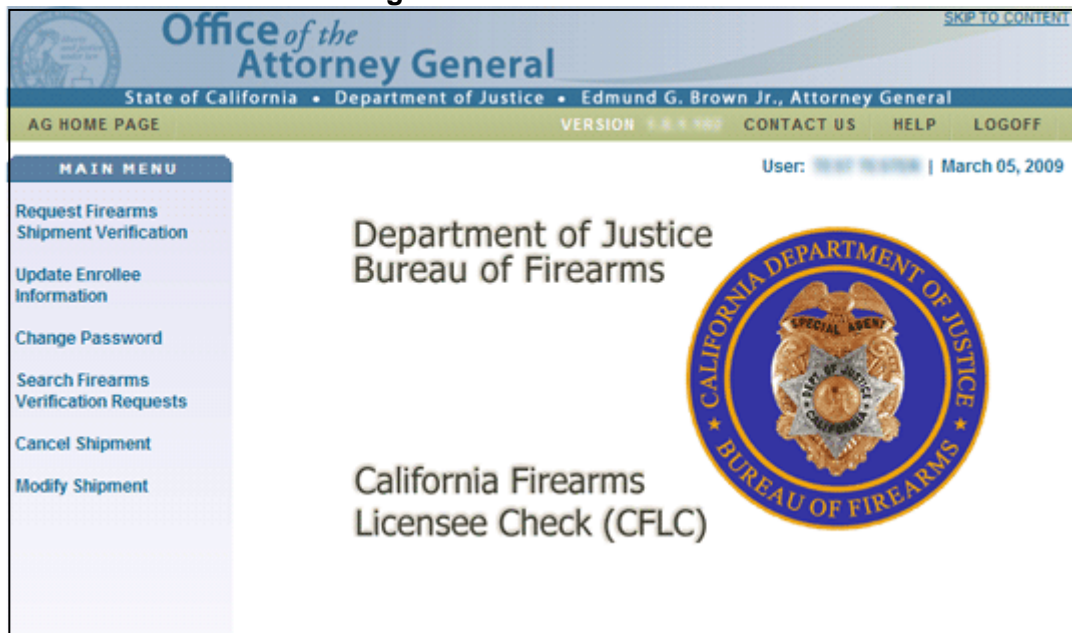 SKIP TO CONTENT
Office of the
Attorney General
State of California • Department of Justice • Edmund G. Brown Jr., Attorney General
AG HOME PAGE
VERSION
CONTACT US
HELP
LOGOFF
MAIN MENU
User:
| March 05, 2009
Request Firearms
Shipment Verification
Update Enrollee
Information
Change Password
Search Firearms
Verification Requests
Cancel Shipment
Modify Shipment
Department of Justice
Bureau of Firearms
CALIFORNIA DEPARTMENT OF JUSTICE
SPECIAL AGENT
DEPT. OF JUSTICE
CALIFORNIA
★ BUREAU OF FIREARMS ★
California Firearms
Licensee Check (CFLC)